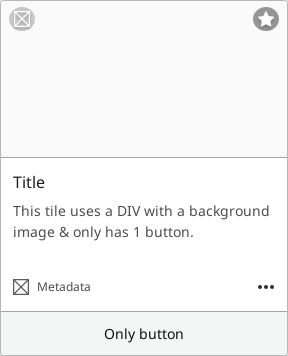 Title
This tile uses a DIV with a background
image & only has 1 button.
Metadata
Only button